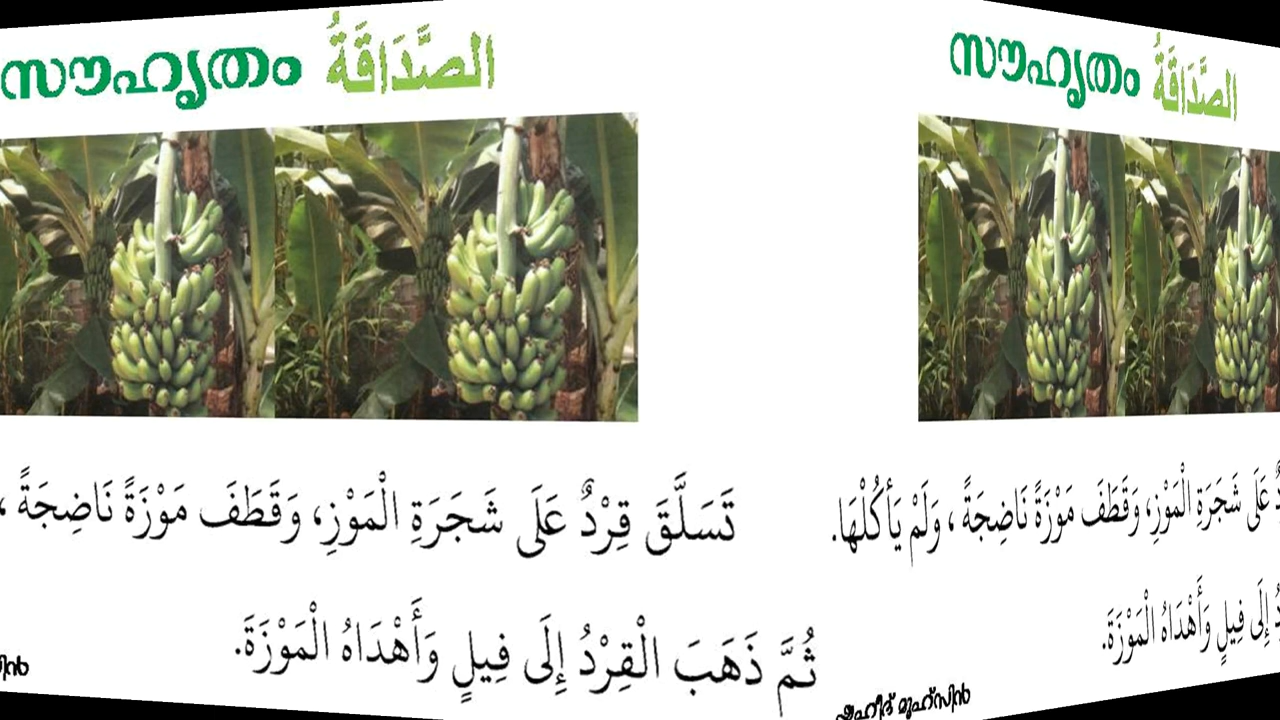 സൗഹൃതം الصَّدَاقَةُ
സൗഹൃതം الصَّدَاقَةُ
تَسَلَّقَ قِرْدٌ عَلَى شَجَرَةِ الْمَوْزِ، وَقَطَفَ مَوْزَةً نَاضِجَةً ،
عَلَى شَجَرَةِ الْمَوْزِ، وَقَطَفَ مَوْزَةً نَاضِجَةً ، وَلَمْ يَأْكُلْهَا.
ثُمَّ ذَهَبَ الْقِرْدُ إِلَى فِيلٍ وَأَهْدَاهُ الْمَوْزَةَ.
إِلَى فِيلٍ وَأَهْدَاهُ الْمَوْزَةَ.
മുഹ്സിൻ